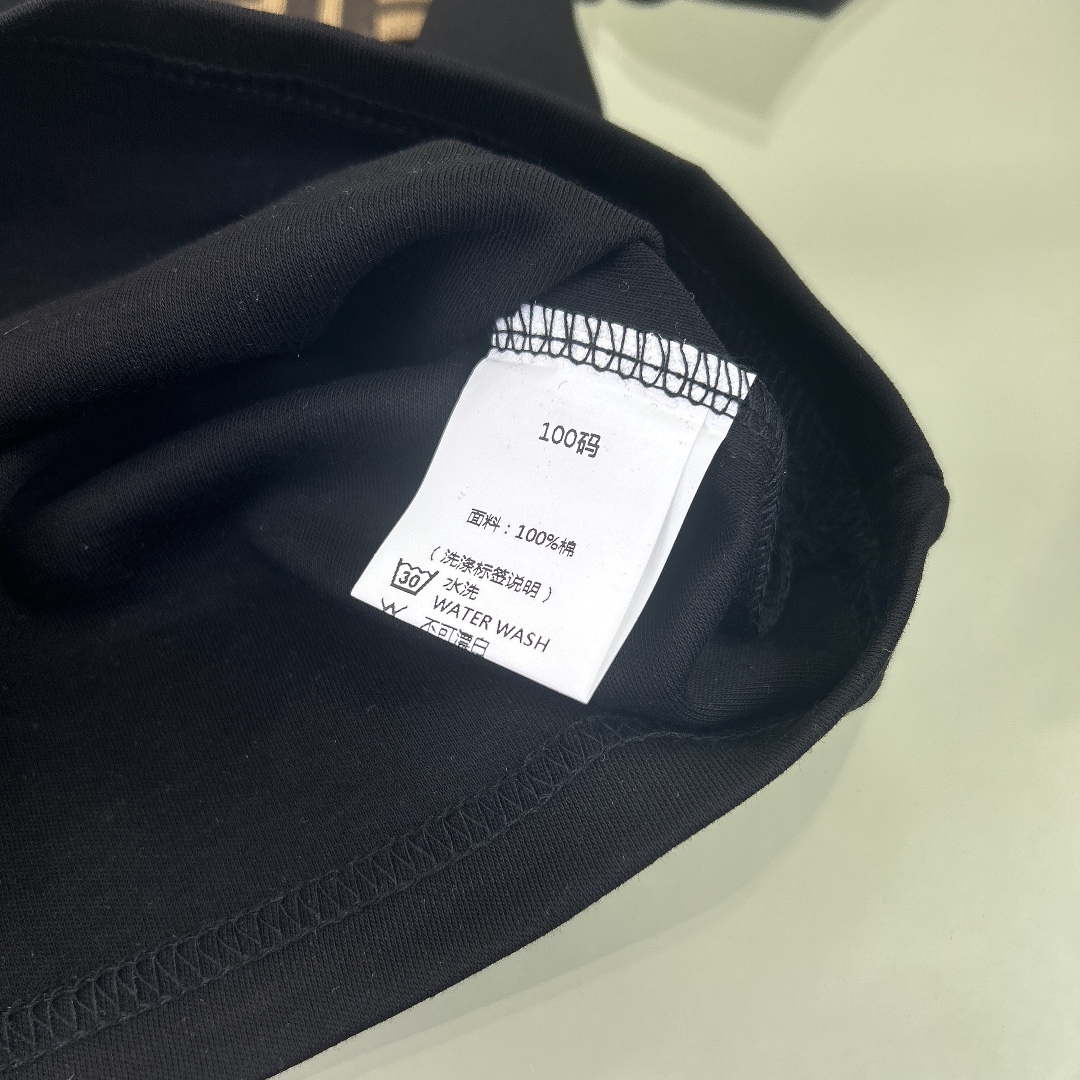 100码
面料：100%棉
（洗涤标签说明）
30 水洗
WATER WASH
不可漂白